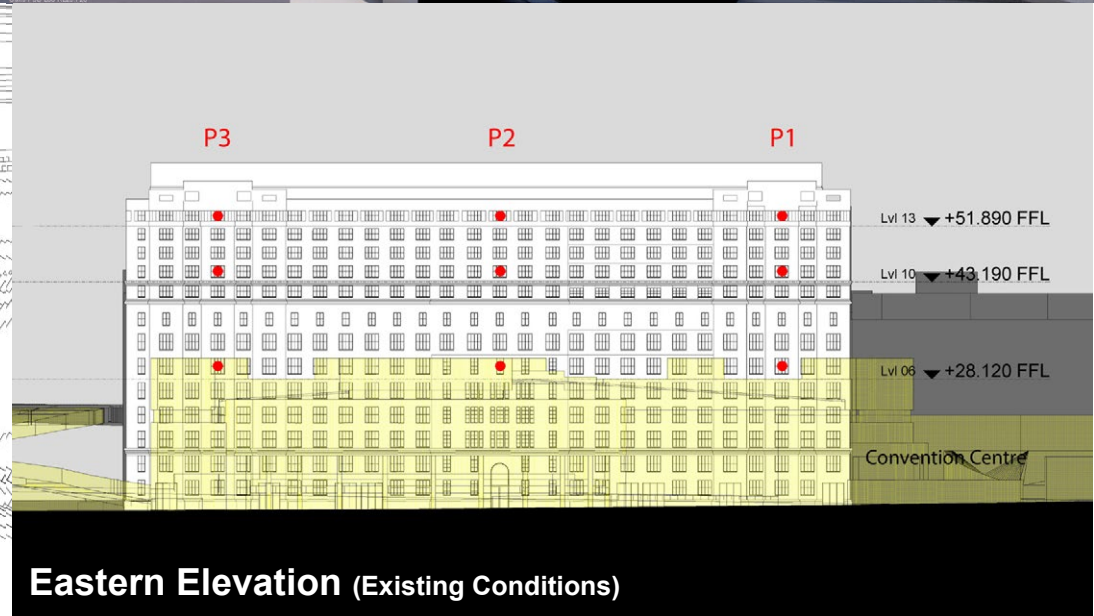 P3 P2 P1
Lvl 13 +51.890 FFL
Lvl 10 +43.190 FFL
Lvl 06 +28.120 FFL
Convention Centre
Eastern Elevation (Existing Conditions)